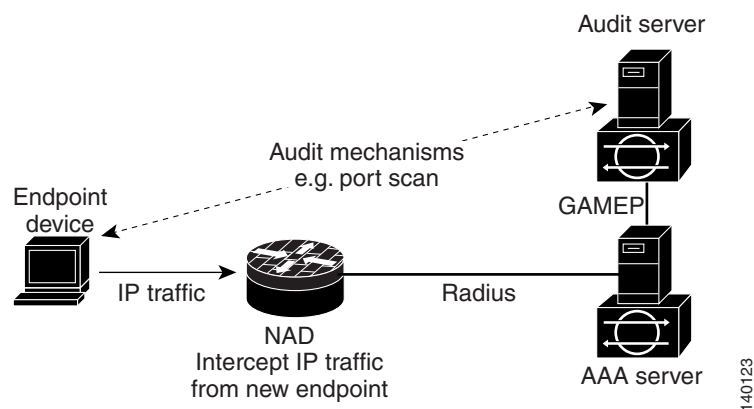 Audit server
Audit mechanisms
e.g. port scan
Endpoint
device
GAMEP
IP traffic
Radius
NAD
Intercept IP traffic
from new endpoint
AAA server
140123